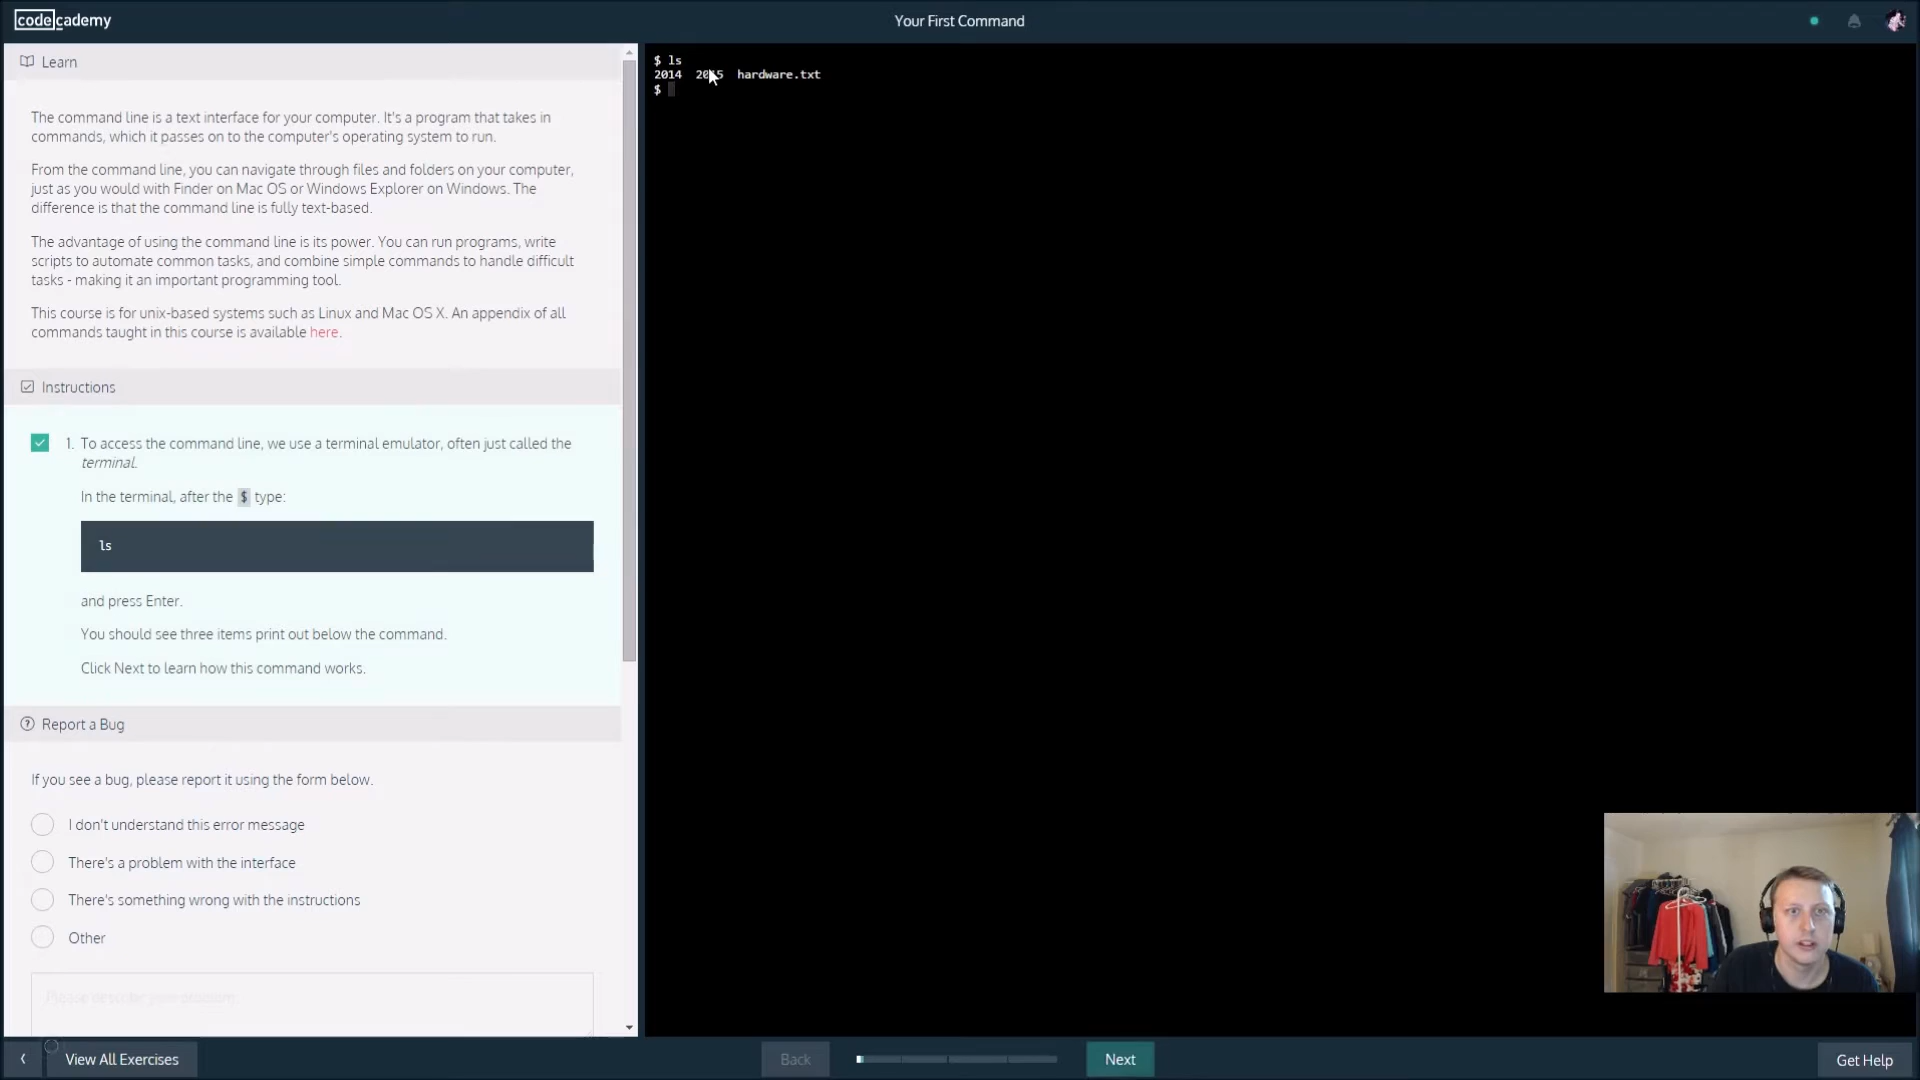 codecademy
Your First Command
Learn
The command line is a text interface for your computer. It's a program that takes in
commands, which it passes on to the computer's operating system to run.
From the command line, you can navigate through files and folders on your computer,
just as you would with Finder on Mac OS or Windows Explorer on Windows. The
difference is that the command line is fully text-based.
The advantage of using the command line is its power. You can run programs, write
scripts to automate common tasks, and combine simple commands to handle difficult
tasks - making it an important programming tool.
This course is for unix-based systems such as Linux and Mac OS X. An appendix of all
commands taught in this course is available here.
Instructions
1. To access the command line, we use a terminal emulator, often just called the
terminal.
In the terminal, after the $ type:
ls
and press Enter.
You should see three items print out below the command.
Click Next to learn how this command works.
Report a Bug
If you see a bug, please report it using the form below.
I don't understand this error message
There's a problem with the interface
There's something wrong with the instructions
Other
Please describe your problem
$ ls
2014 2015 hardware.txt
$
View All Exercises
Back
Next
Get Help